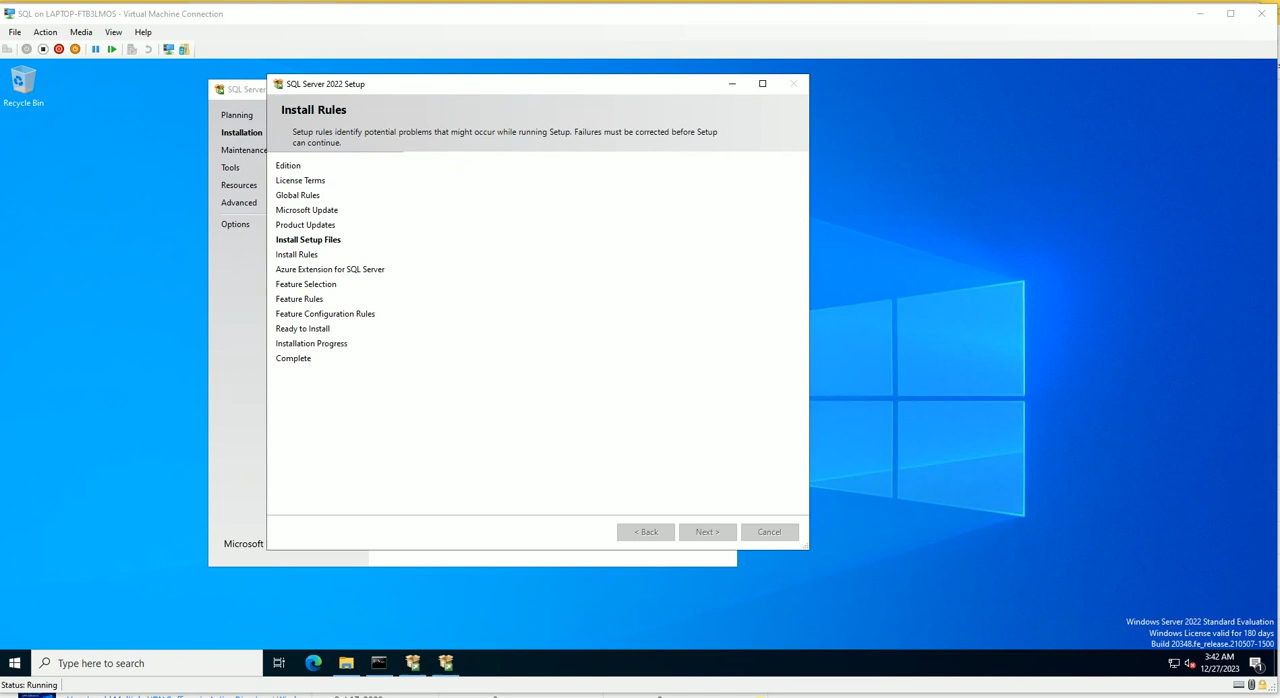 SQL on LAPTOP-FTB3LMOS - Virtual Machine Connection
File Action Media View Help
Recycle Bin
SQL Server
Planning
Installation
Maintenance
Tools
Resources
Advanced
Options
Microsoft
SQL Server 2022 Setup
Install Rules
Setup rules identify potential problems that might occur while running Setup. Failures must be corrected before Setup
can continue.
Edition
License Terms
Global Rules
Microsoft Update
Product Updates
Install Setup Files
Install Rules
Azure Extension for SQL Server
Feature Selection
Feature Rules
Feature Configuration Rules
Ready to Install
Installation Progress
Complete
< Back Next > Cancel
Windows Server 2022 Standard Evaluation
Windows License valid for 180 days
Build 20348.fe_release.210507-1500
Type here to search
3:42 AM
12/27/2023
1
Status: Running